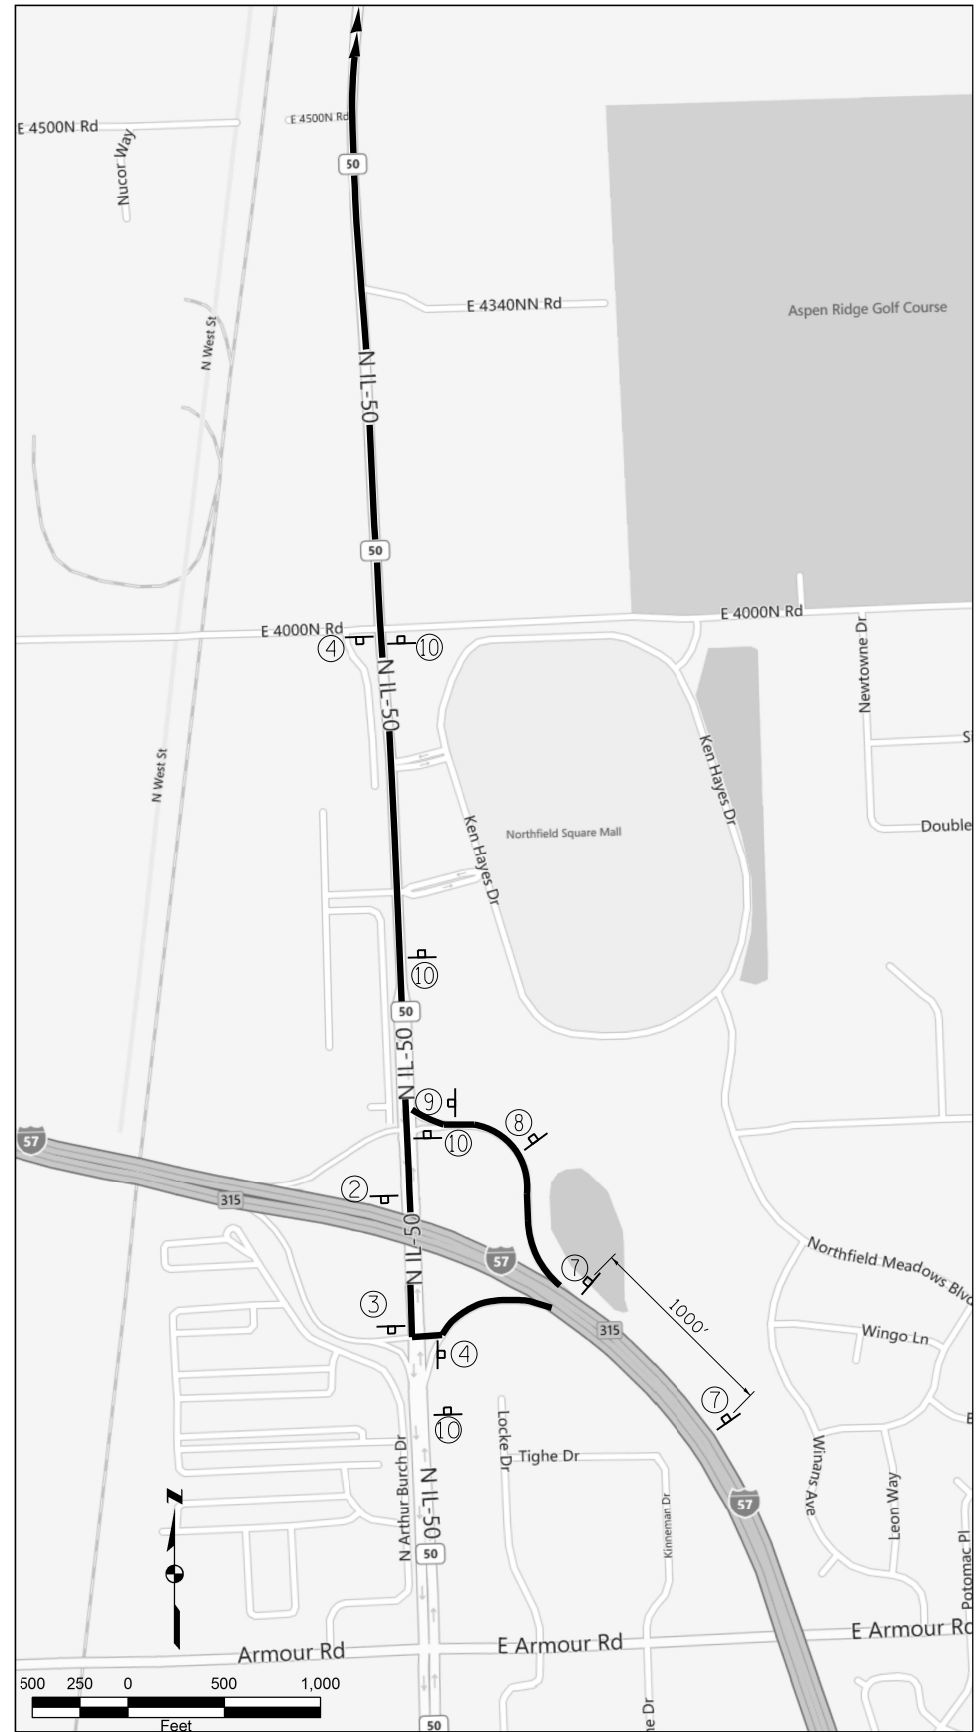 E 4500N Rd
E 4500N Rd
Nucor Way
50
E 4340NN Rd
Aspen Ridge Golf Course
N West St
N IL-50
50
E 4000N Rd
E 4000N Rd
4
10
N IL-50
Newtowne Dr
N West St
Ken Hayes Dr
Ken Hayes Dr
Northfield Square Mall
Double
10
50
N IL-50
9
8
10
57
2
315
N IL-50
57
7
Northfield Meadows Blvd
1000'
3
315
Wingo Ln
4
7
10
Locke Dr
Tighe Dr
N Arthur Burch Dr
N IL-50
Kinneman Dr
Winans Ave
Leon Way
57
Potomac Pl
N
50
Armour Rd
E Armour Rd
E Armour Rd
500 250 0 500 1,000
Feet
50
ne Dr